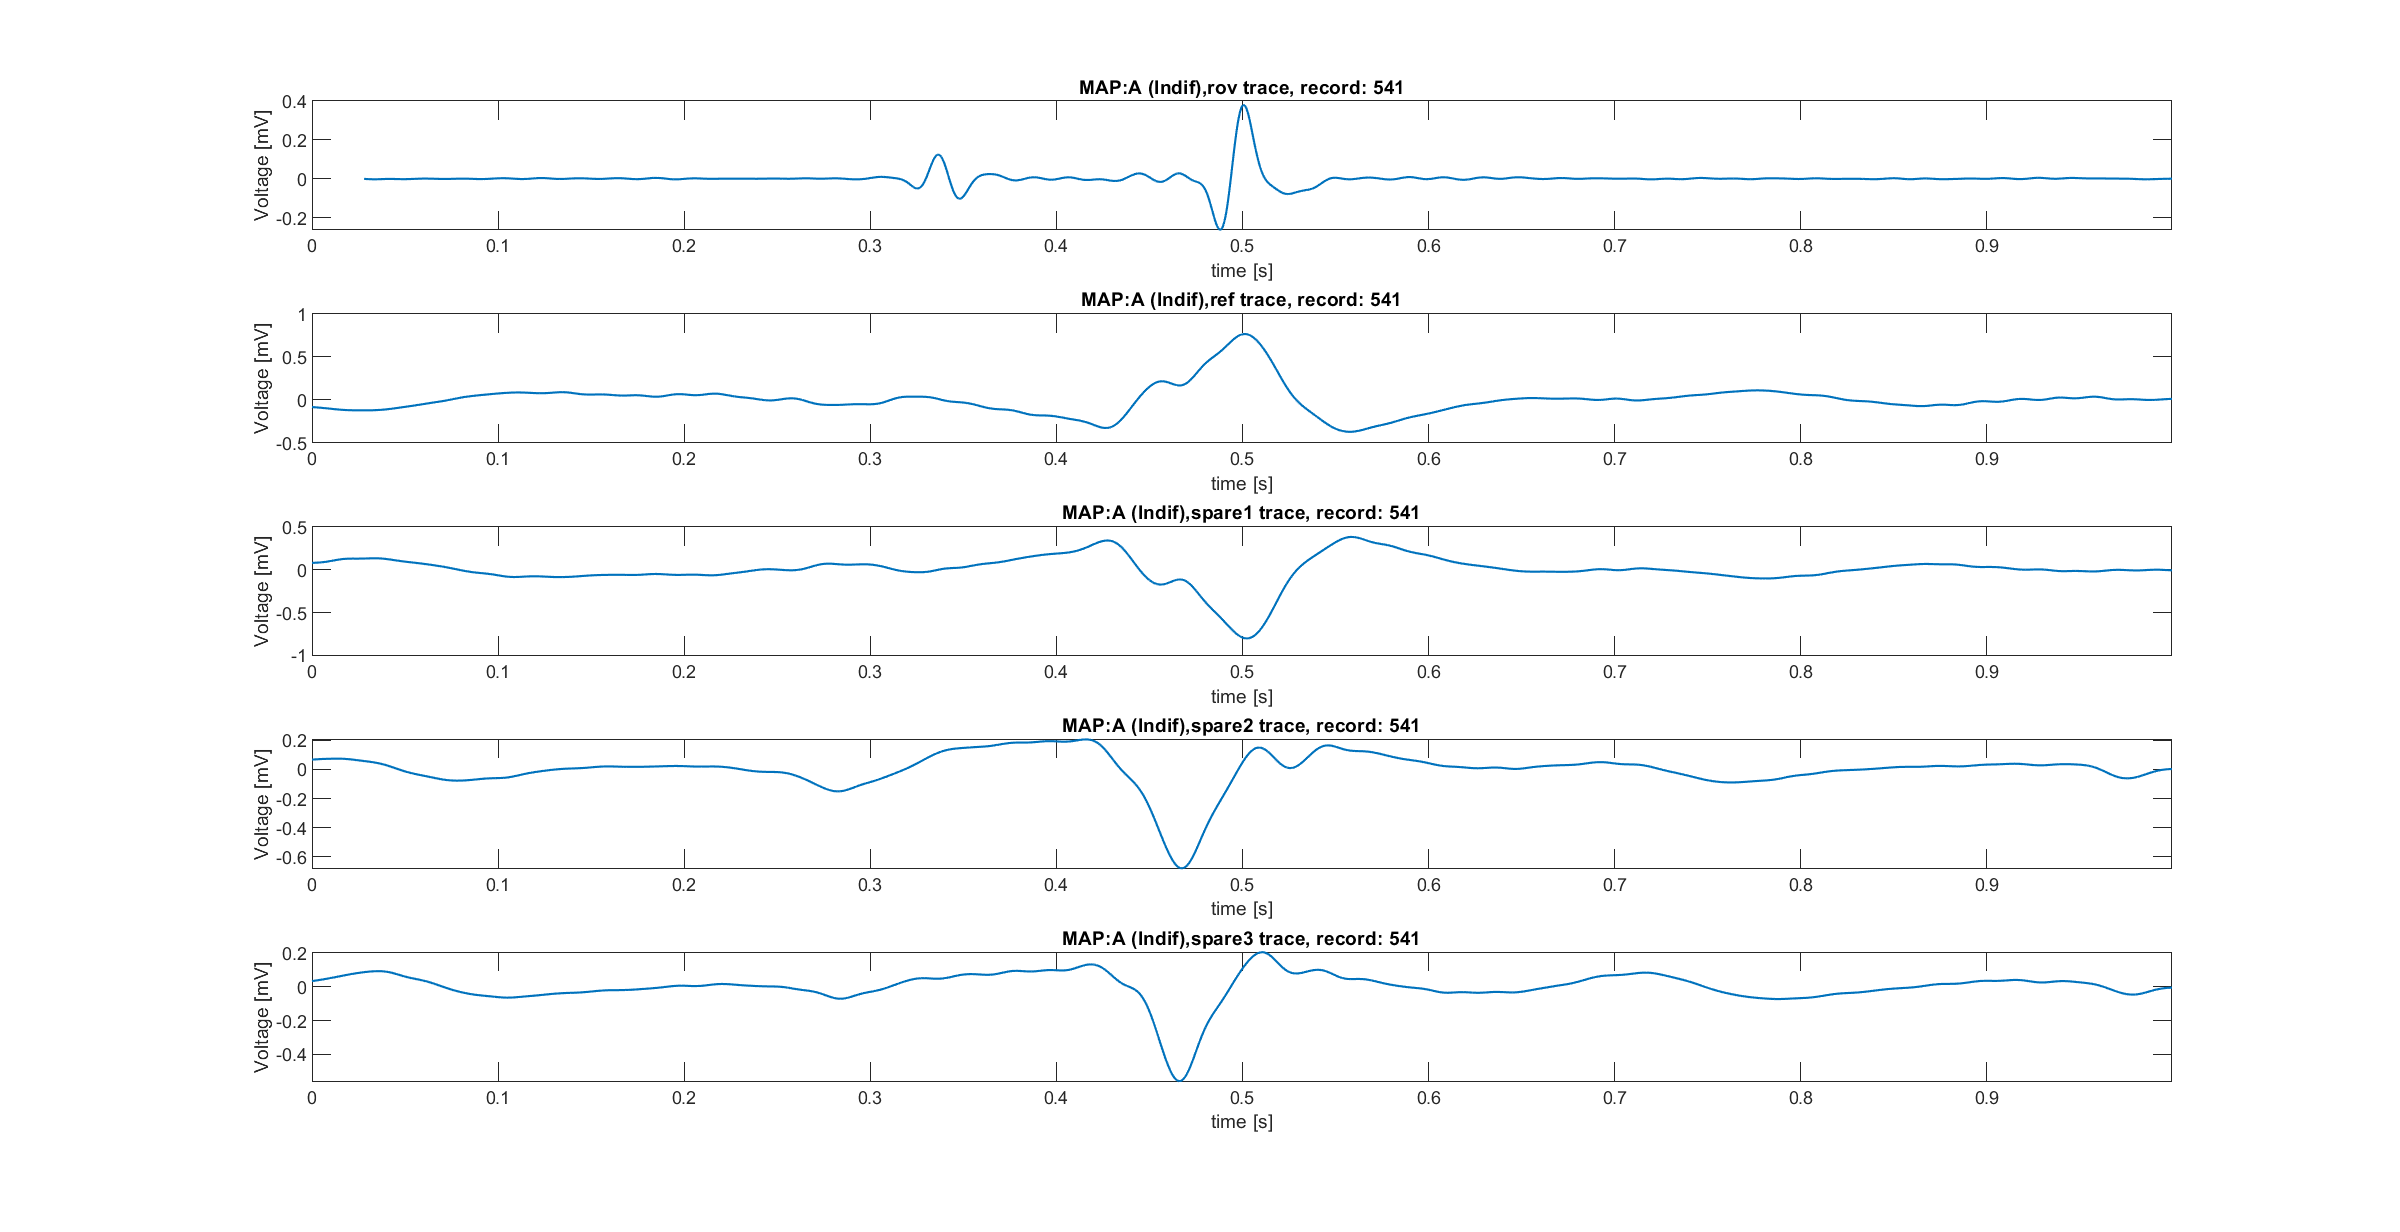 MAP:A (Indif),rov trace, record: 541
Voltage [mV]
0.4
0.2
0
-0.2
0 0.1 0.2 0.3 0.4 0.5 0.6 0.7 0.8 0.9
time [s]
MAP:A (Indif),ref trace, record: 541
Voltage [mV]
1
0.5
0
-0.5
0 0.1 0.2 0.3 0.4 0.5 0.6 0.7 0.8 0.9
time [s]
MAP:A (Indif),spare1 trace, record: 541
Voltage [mV]
0.5
0
-0.5
-1
0 0.1 0.2 0.3 0.4 0.5 0.6 0.7 0.8 0.9
time [s]
MAP:A (Indif),spare2 trace, record: 541
Voltage [mV]
0.2
0
-0.2
-0.4
-0.6
0 0.1 0.2 0.3 0.4 0.5 0.6 0.7 0.8 0.9
time [s]
MAP:A (Indif),spare3 trace, record: 541
Voltage [mV]
0.2
0
-0.2
-0.4
0 0.1 0.2 0.3 0.4 0.5 0.6 0.7 0.8 0.9
time [s]